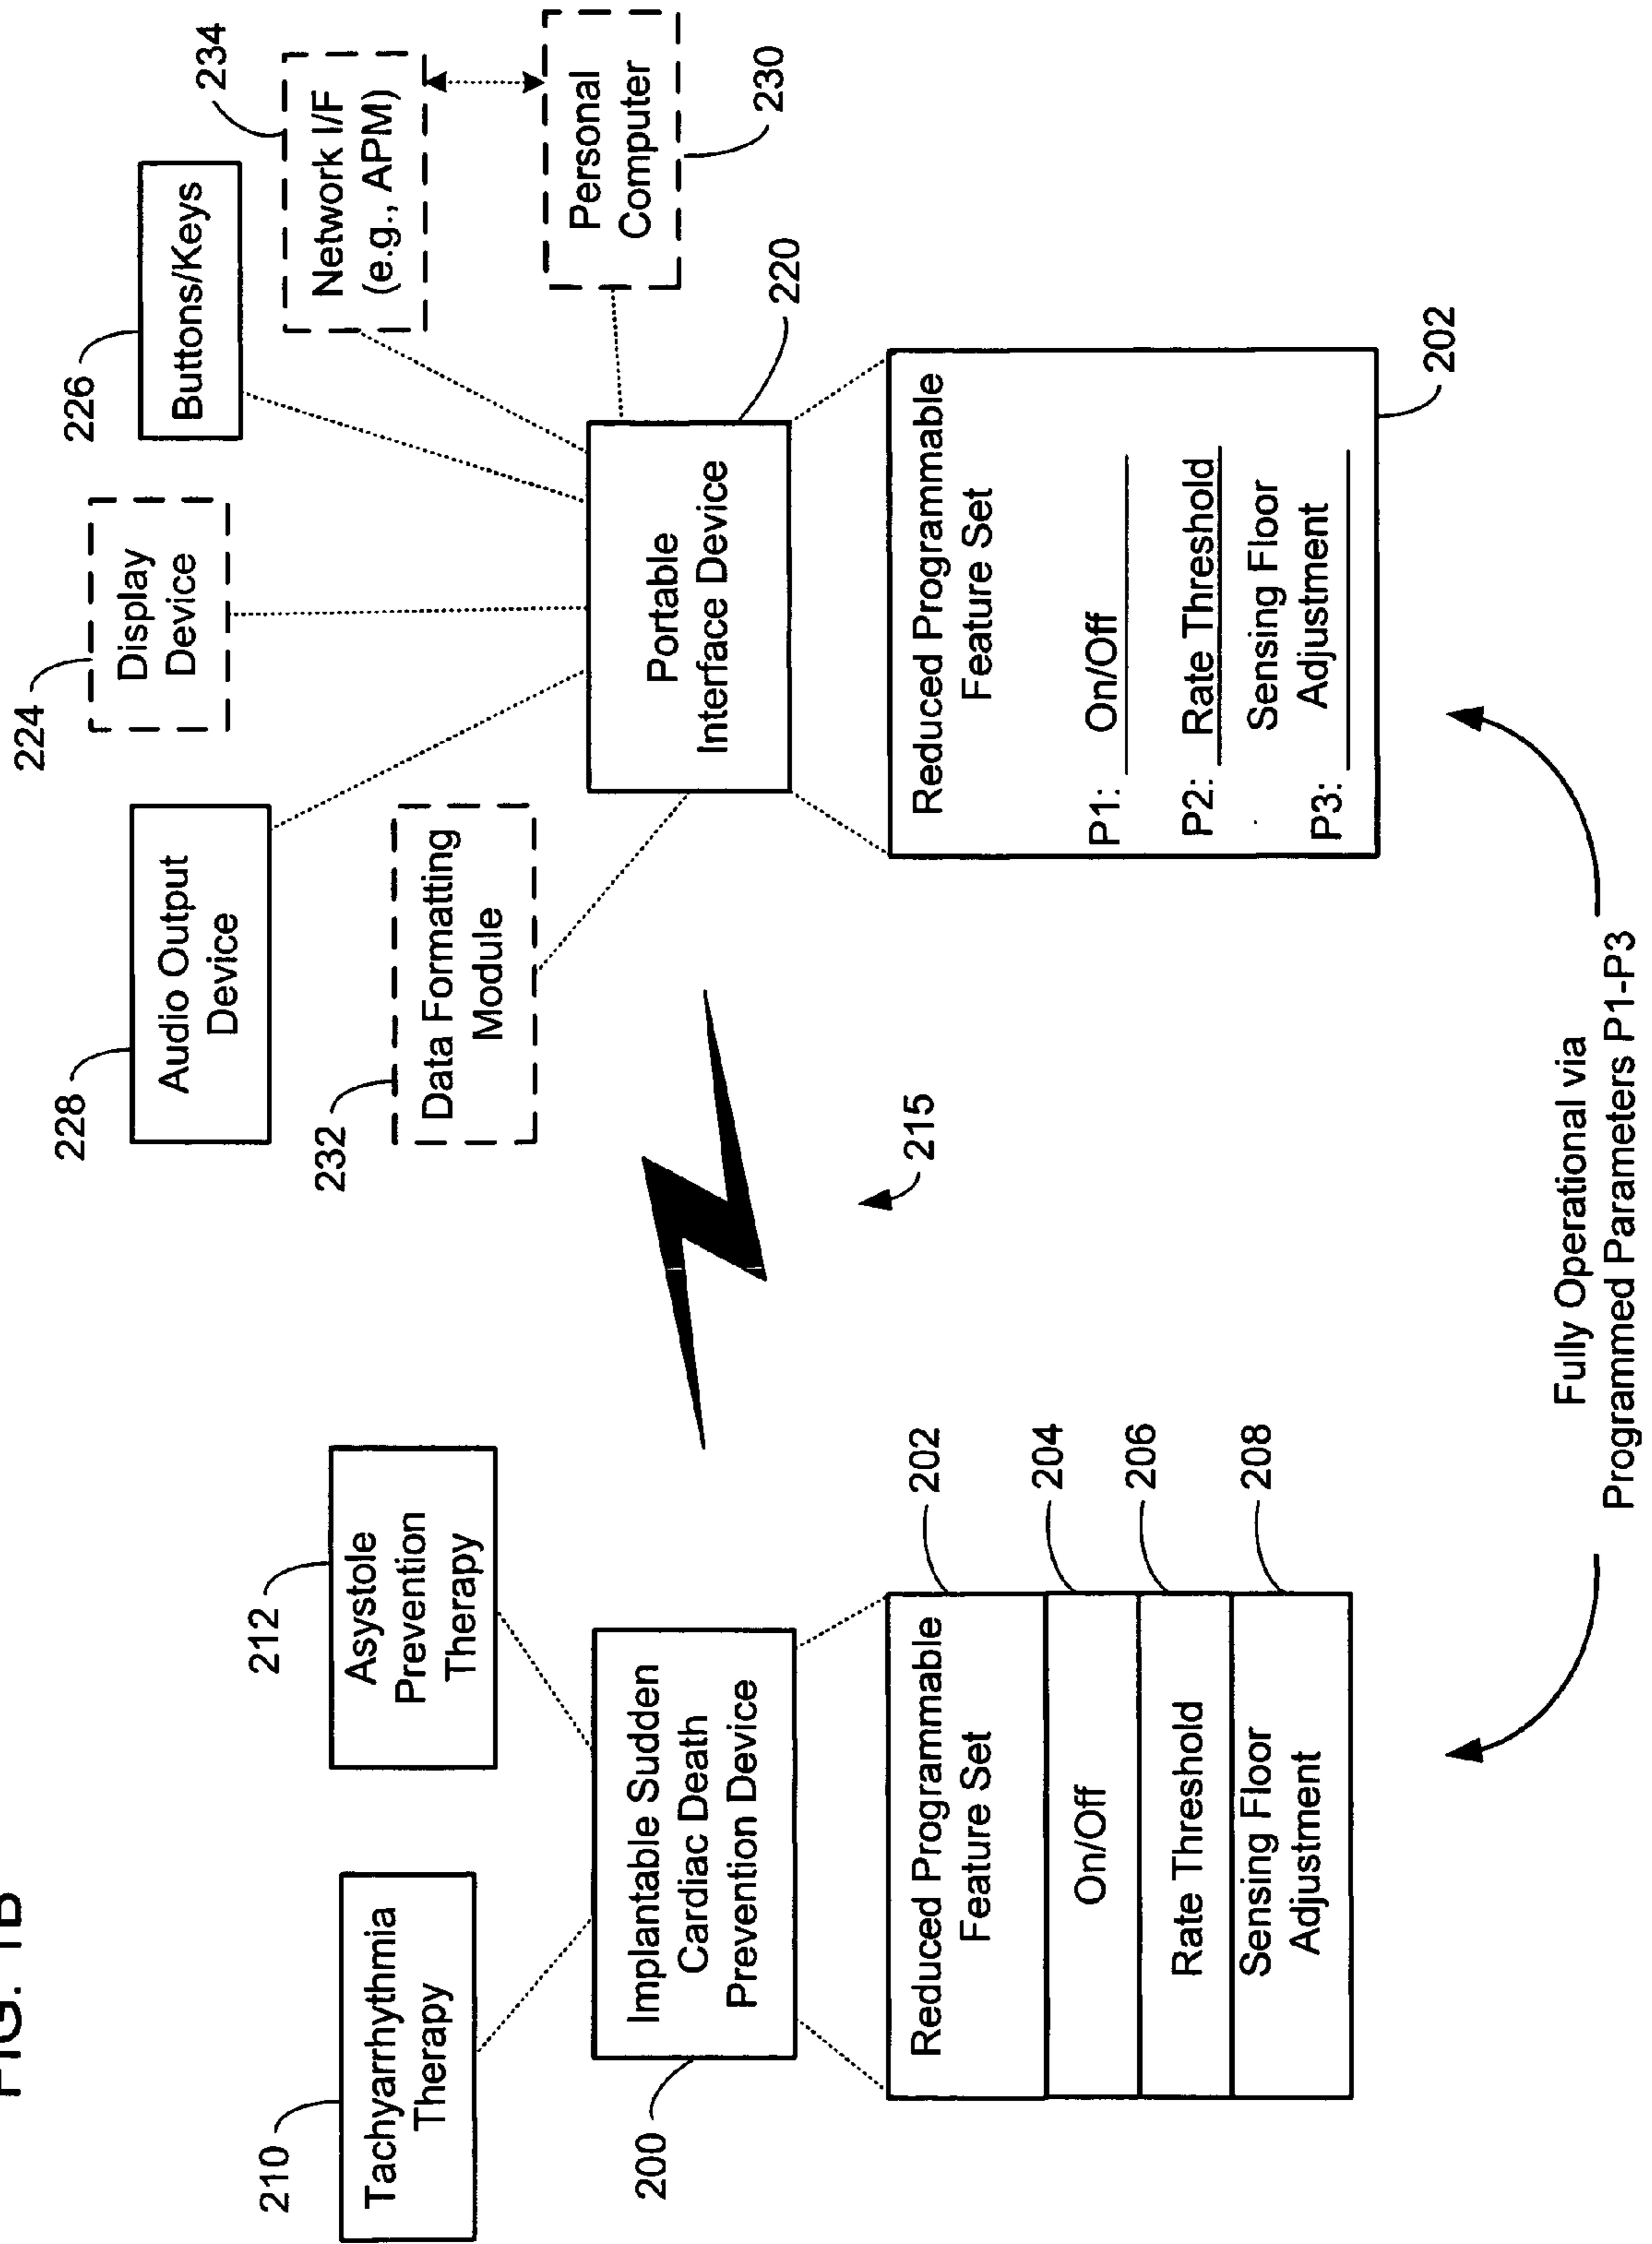 FIG. 1B
210
Tachyarrhythmia
Therapy
212
Asystole
Prevention
Therapy
200
Implantable Sudden
Cardiac Death
Prevention Device
Reduced Programmable
Feature Set
202
On/Off
204
Rate Threshold
206
Sensing Floor
Adjustment
208
215
228
Audio Output
Device
224
Display
Device
226
Buttons/Keys
234
Network I/F
(e.g., APM)
232
Data Formatting
Module
Personal
Computer
230
Portable
Interface Device
220
Reduced Programmable
Feature Set
P1: On/Off
P2: Rate Threshold
Sensing Floor
P3: Adjustment
202
Fully Operational via
Programmed Parameters P1-P3